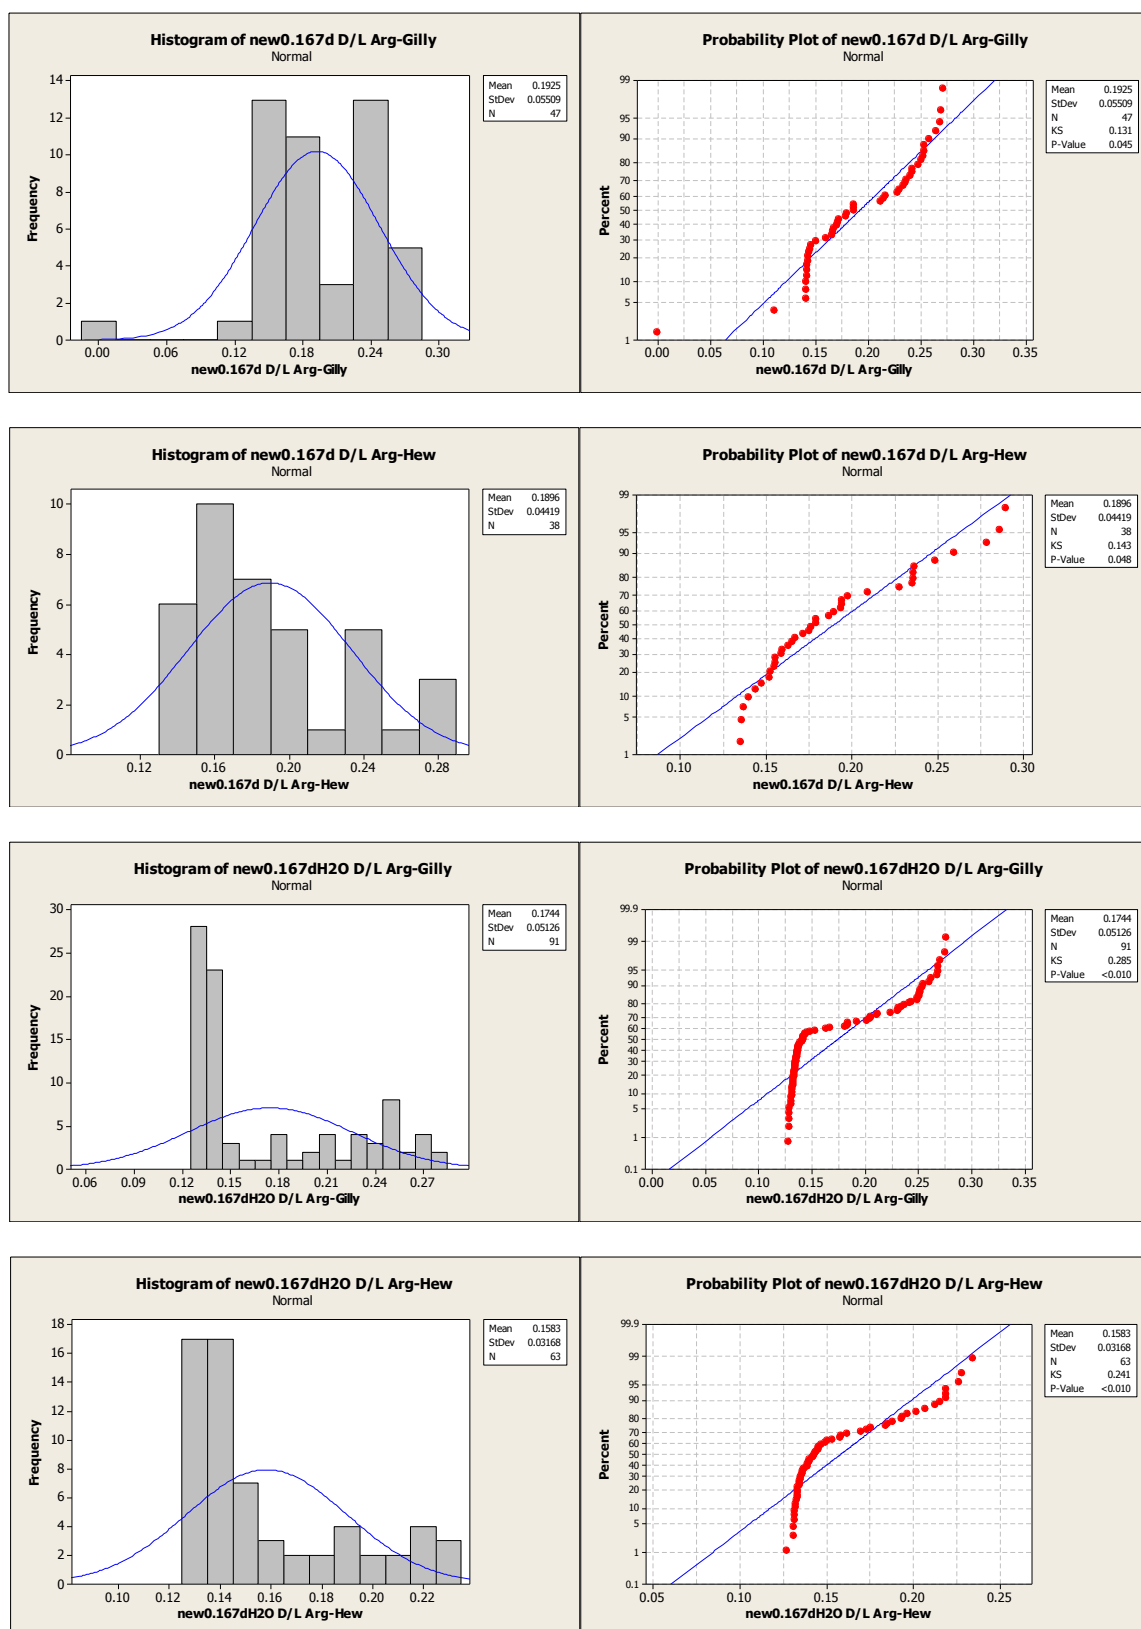 Histogram of new0.167d D/L Arg-Gilly
Normal
Mean 0.1925
StDev 0.05509
N 47
Frequency
14
12
10
8
6
4
2
0
0.00 0.06 0.12 0.18 0.24 0.30
new0.167d D/L Arg-Gilly
Probability Plot of new0.167d D/L Arg-Gilly
Normal
Mean 0.1925
StDev 0.05509
N 47
KS 0.131
P-Value 0.045
Percent
99
95
90
80
70
60
50
40
30
20
10
5
1
0.00 0.05 0.10 0.15 0.20 0.25 0.30 0.35
new0.167d D/L Arg-Gilly
Histogram of new0.167d D/L Arg-Hew
Normal
Mean 0.1896
StDev 0.04419
N 38
Frequency
10
8
6
4
2
0
0.12 0.16 0.20 0.24 0.28
new0.167d D/L Arg-Hew
Probability Plot of new0.167d D/L Arg-Hew
Normal
Mean 0.1896
StDev 0.04419
N 38
KS 0.143
P-Value 0.048
Percent
99
95
90
80
70
60
50
40
30
20
10
5
1
0.10 0.15 0.20 0.25 0.30
new0.167d D/L Arg-Hew
Histogram of new0.167dH2O D/L Arg-Gilly
Normal
Mean 0.1744
StDev 0.05126
N 91
Frequency
30
25
20
15
10
5
0
0.06 0.09 0.12 0.15 0.18 0.21 0.24 0.27
new0.167dH2O D/L Arg-Gilly
Probability Plot of new0.167dH2O D/L Arg-Gilly
Normal
Mean 0.1744
StDev 0.05126
N 91
KS 0.285
P-Value <0.010
Percent
99.9
99
95
90
80
70
60
50
40
30
20
10
5
1
0.1
0.00 0.05 0.10 0.15 0.20 0.25 0.30 0.35
new0.167dH2O D/L Arg-Gilly
Histogram of new0.167dH2O D/L Arg-Hew
Normal
Mean 0.1583
StDev 0.03168
N 63
Frequency
18
16
14
12
10
8
6
4
2
0
0.10 0.12 0.14 0.16 0.18 0.20 0.22
new0.167dH2O D/L Arg-Hew
Probability Plot of new0.167dH2O D/L Arg-Hew
Normal
Mean 0.1583
StDev 0.03168
N 63
KS 0.241
P-Value <0.010
Percent
99.9
99
95
90
80
70
60
50
40
30
20
10
5
1
0.1
0.05 0.10 0.15 0.20 0.25
new0.167dH2O D/L Arg-Hew